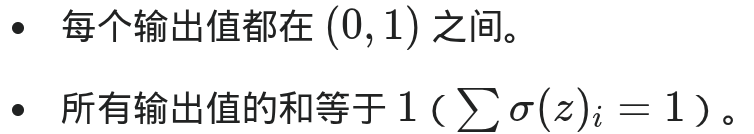 • 每个输出值都在 (0, 1) 之间。
• 所有输出值的和等于 1（∑ σ(z)ᵢ = 1）。